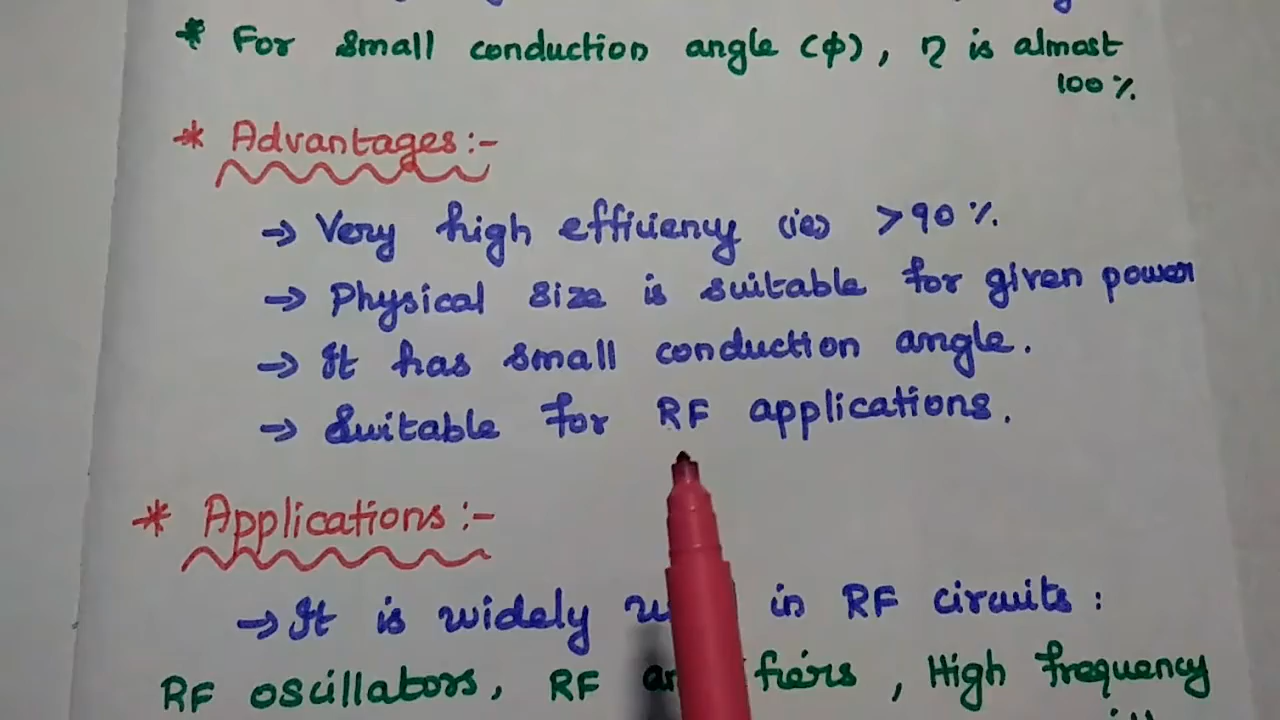 * For small conduction angle (φ), η is almost
100 %.
* Advantages :-
→ Very high efficiency (ie) > 90 %.
→ Physical size is suitable for given power
→ It has small conduction angle.
→ Suitable for RF applications.
* Applications :-
→ It is widely in RF circuits :
RF oscillators, RF , High frequency